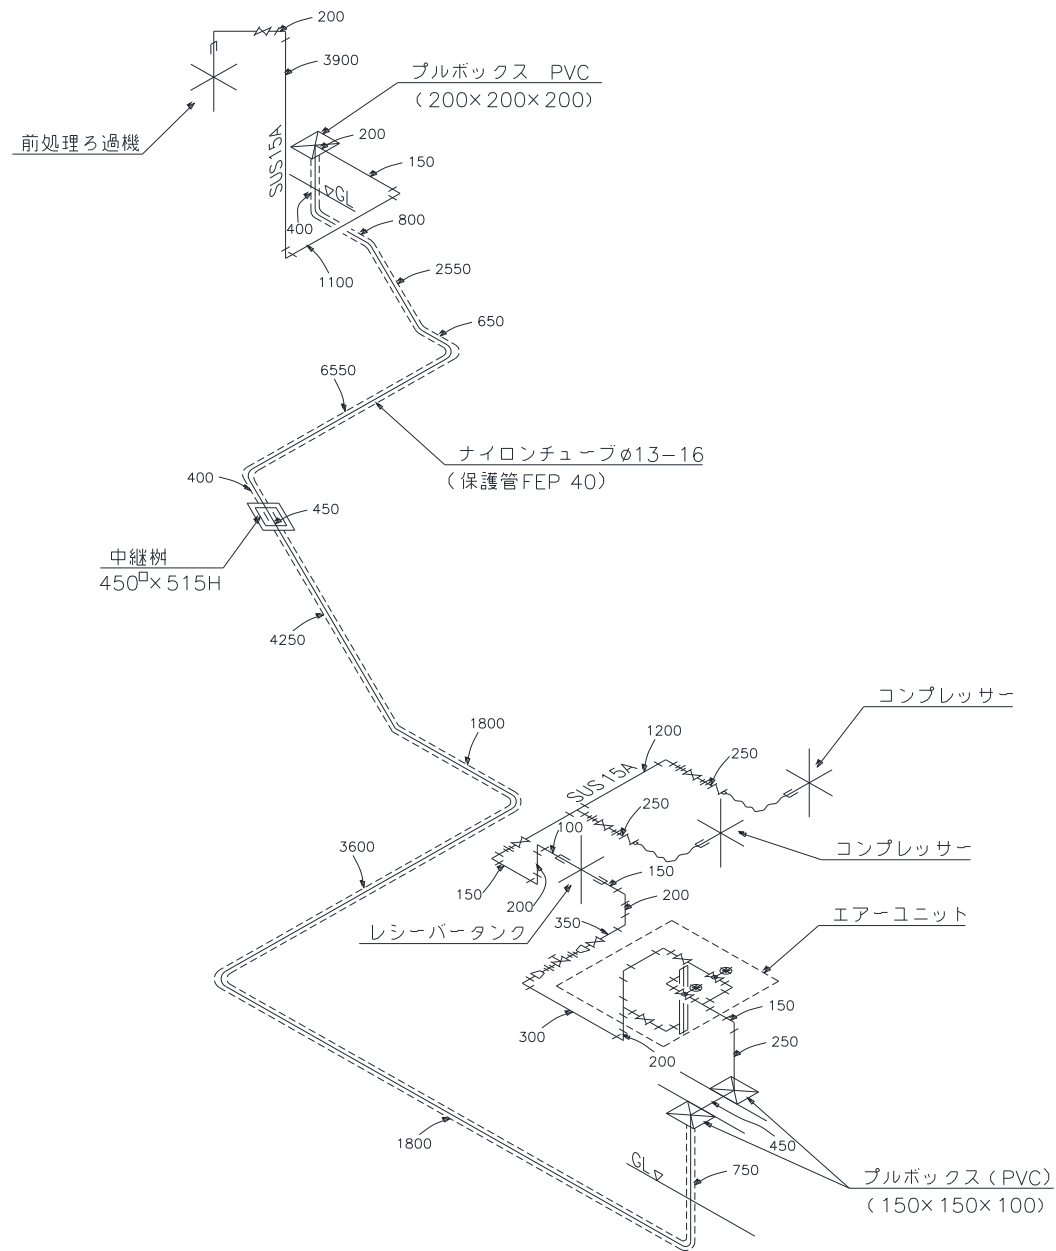 200
3900
プルボックス PVC
(200×200×200)
前処理ろ過機
SUS15A
200
150
GL
400
800
1100
2550
650
6550
ナイロンチューブφ13-16
(保護管FEP 40)
400
450
中継桝
450□×515H
4250
コンプレッサー
1800
1200
250
SUS15A
250
100
コンプレッサー
3600
150
150
200
200
350
レシーバータンク
エアーユニット
150
300
250
200
1800
450
GL
750
プルボックス(PVC)
(150×150×100)